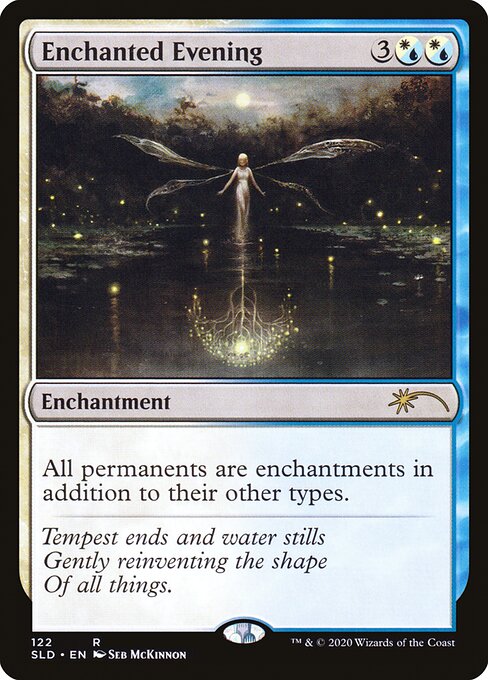 Enchanted Evening 3
Enchantment
All permanents are enchantments in
addition to their other types.
Tempest ends and water stills
Gently reinventing the shape
Of all things.
122 R
SLD • EN Seb McKinnon
™ & © 2020 Wizards of the Coast